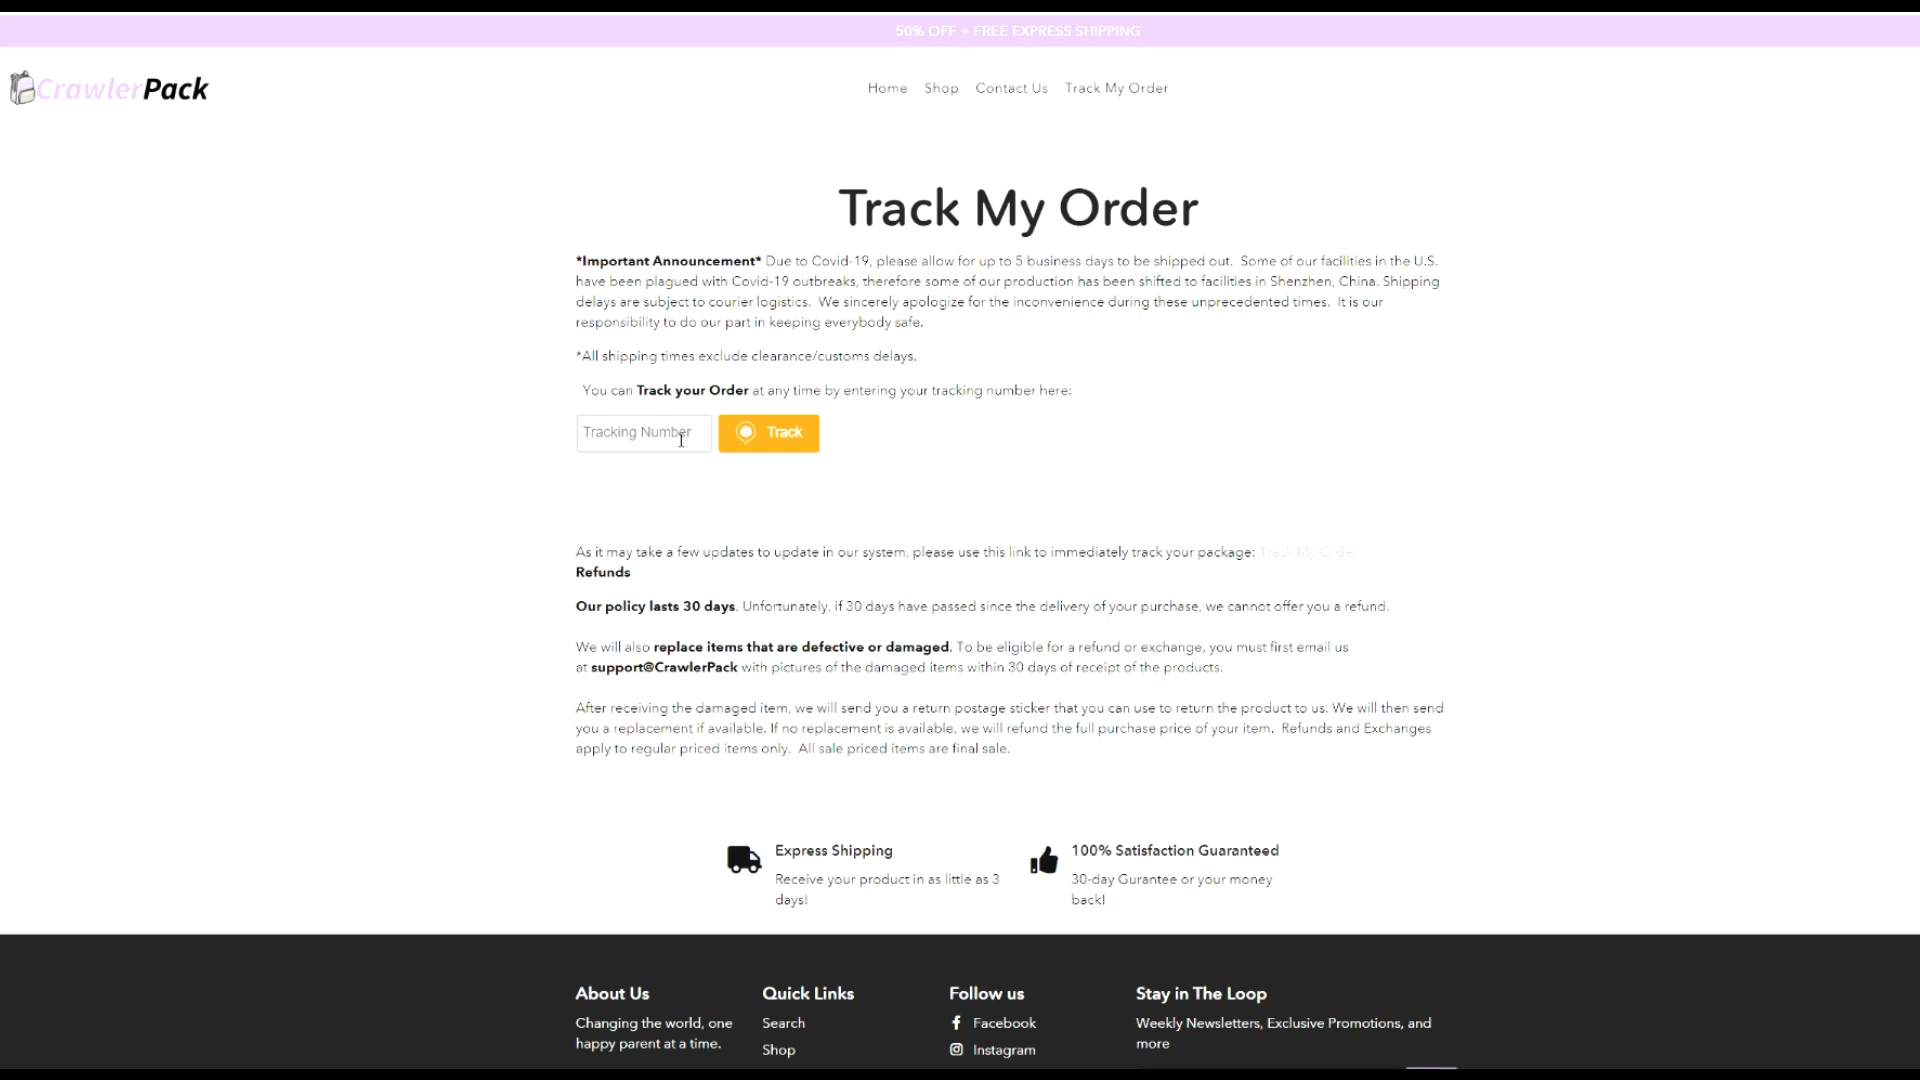 50% OFF + FREE EXPRESS SHIPPING
CrawlerPack
Home Shop Contact Us Track My Order
Track My Order
*Important Announcement* Due to Covid-19, please allow for up to 5 business days to be shipped out. Some of our facilities in the U.S.
have been plagued with Covid-19 outbreaks, therefore some of our production has been shifted to facilities in Shenzhen, China. Shipping
delays are subject to courier logistics. We sincerely apologize for the inconvenience during these unprecedented times. It is our
responsibility to do our part in keeping everybody safe.
*All shipping times exclude clearance/customs delays.
You can Track your Order at any time by entering your tracking number here:
Tracking Number Track
As it may take a few updates to update in our system, please use this link to immediately track your package: Track My Order
Refunds
Our policy lasts 30 days. Unfortunately, if 30 days have passed since the delivery of your purchase, we cannot offer you a refund.
We will also replace items that are defective or damaged. To be eligible for a refund or exchange, you must first email us
at support@CrawlerPack with pictures of the damaged items within 30 days of receipt of the products.
After receiving the damaged item, we will send you a return postage sticker that you can use to return the product to us. We will then send
you a replacement if available. If no replacement is available, we will refund the full purchase price of your item. Refunds and Exchanges
apply to regular priced items only. All sale priced items are final sale.
Express Shipping
Receive your product in as little as 3
days!
100% Satisfaction Guaranteed
30-day Gurantee or your money
back!
About Us
Changing the world, one
happy parent at a time.
Quick Links
Search
Shop
Follow us
Facebook
Instagram
Stay in The Loop
Weekly Newsletters, Exclusive Promotions, and
more